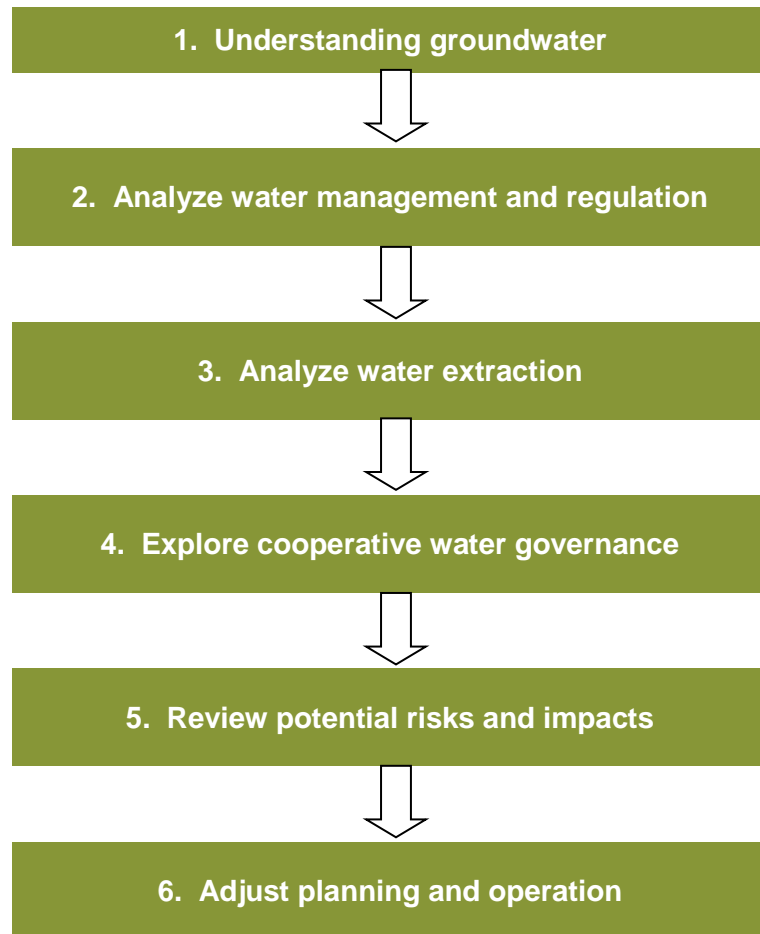 1. Understanding groundwater
2. Analyze water management and regulation
3. Analyze water extraction
4. Explore cooperative water governance
5. Review potential risks and impacts
6. Adjust planning and operation